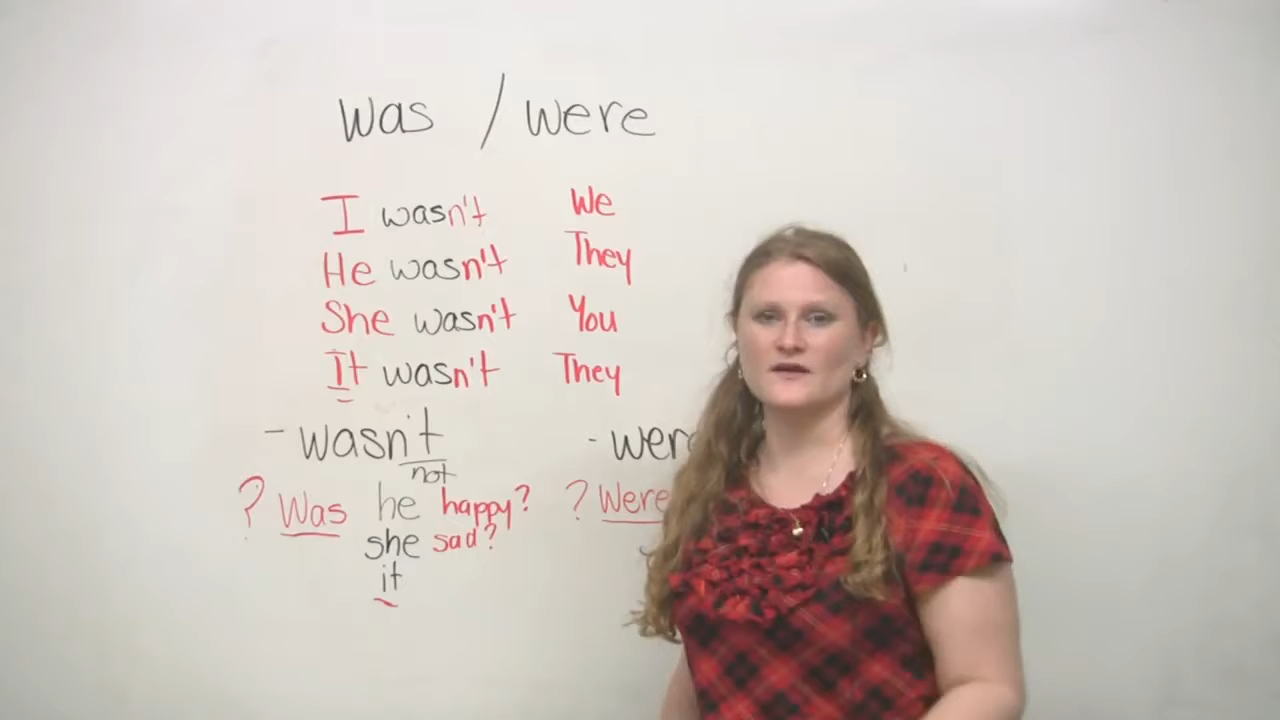 was / were
I wasn't We
He wasn't They
She wasn't You
It wasn't They
- wasn't -
not
? Was he happy? ? Were
she sad?
it